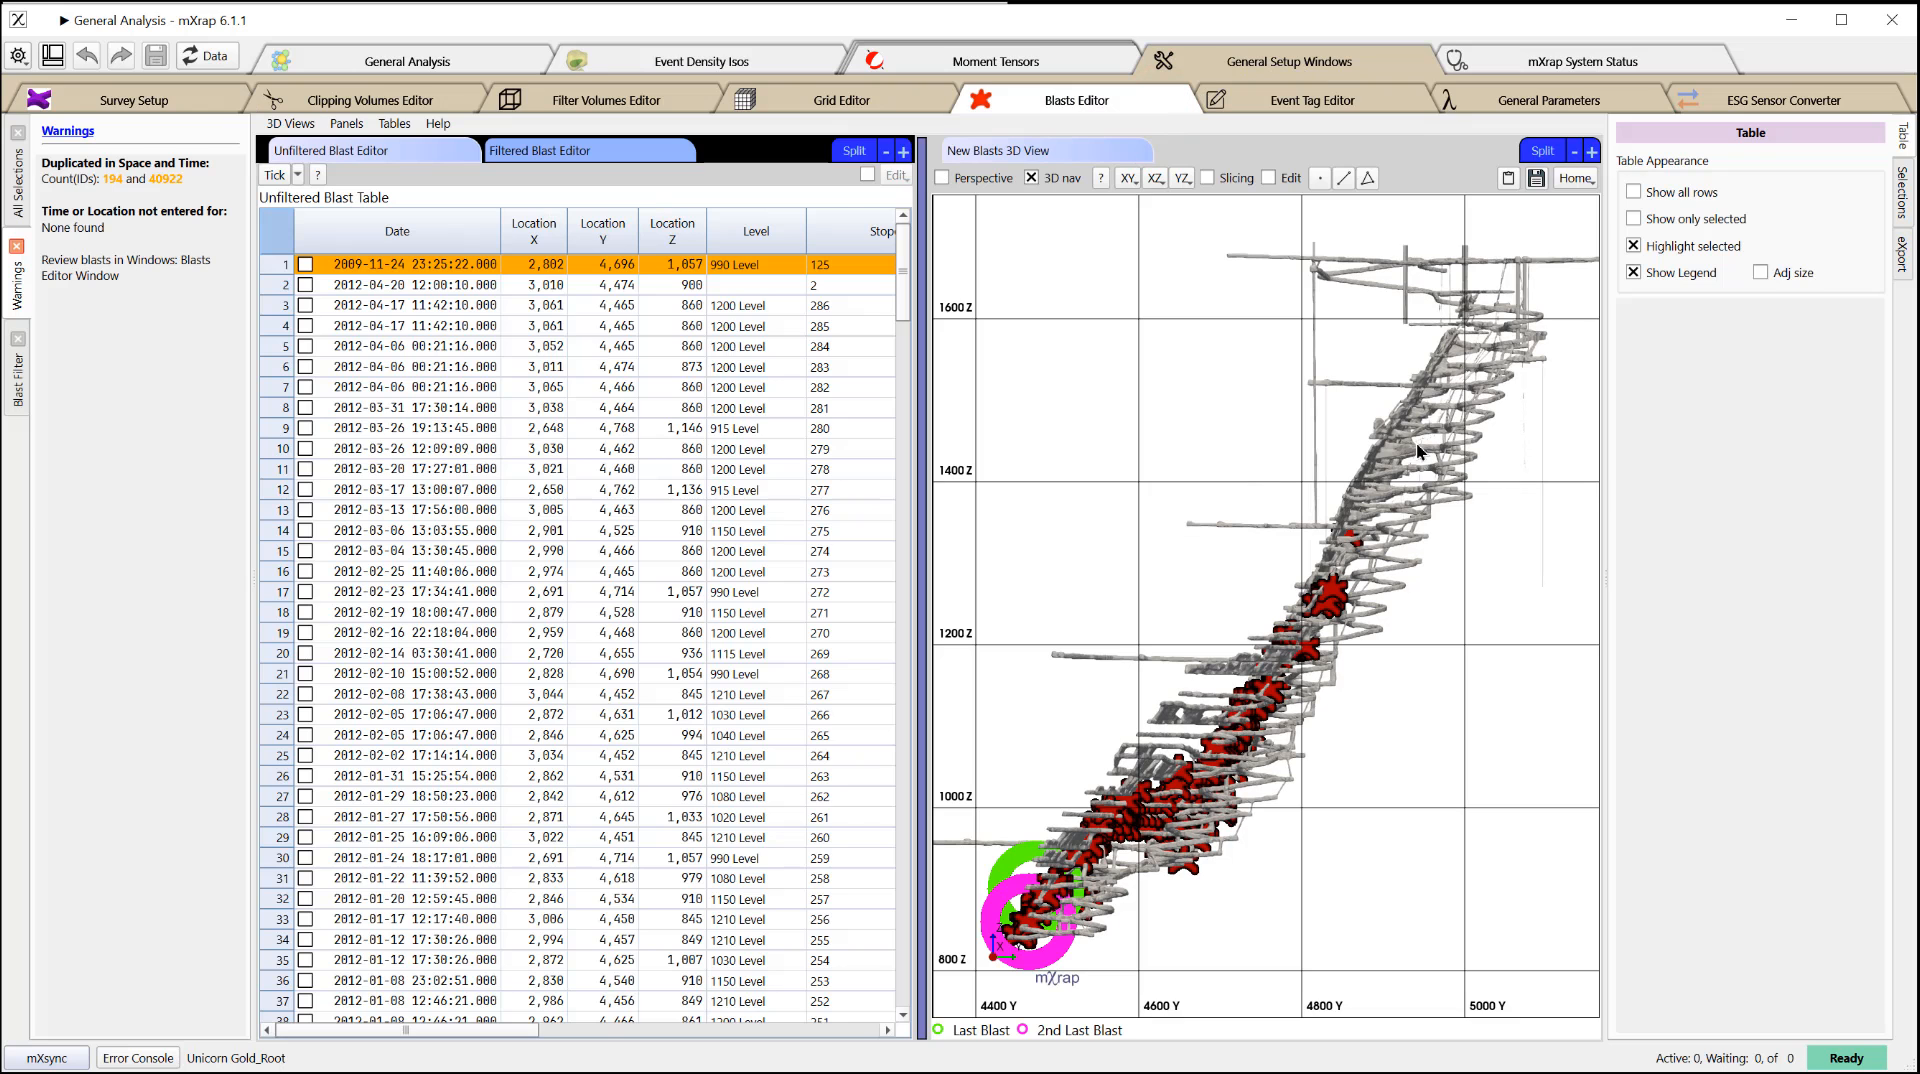 General Analysis - mXrap 6.1.1
Data
General Analysis
Event Density Isos
Moment Tensors
General Setup Windows
mXrap System Status
Survey Setup
Clipping Volumes Editor
Filter Volumes Editor
Grid Editor
Blasts Editor
Event Tag Editor
General Parameters
ESG Sensor Converter
All Selections
Warnings
Blast Filter
Warnings
Duplicated in Space and Time:
Count(IDs): 194 and 40922
Time or Location not entered for:
None found
Review blasts in Windows: Blasts
Editor Window
3D Views Panels Tables Help
Unfiltered Blast Editor
Filtered Blast Editor
Split - +
Tick ? Edit
Unfiltered Blast Table
Date Location X Location Y Location Z Level Stop
1 2009-11-24 23:25:22.000 2,802 4,696 1,057 990 Level 125
2 2012-04-20 12:00:10.000 3,010 4,474 900 2
3 2012-04-17 11:42:10.000 3,061 4,465 860 1200 Level 286
4 2012-04-17 11:42:10.000 3,061 4,465 860 1200 Level 285
5 2012-04-06 00:21:16.000 3,052 4,465 860 1200 Level 284
6 2012-04-06 00:21:16.000 3,011 4,474 873 1200 Level 283
7 2012-04-06 00:21:16.000 3,065 4,466 860 1200 Level 282
8 2012-03-31 17:30:14.000 3,038 4,464 860 1200 Level 281
9 2012-03-26 19:13:45.000 2,648 4,768 1,146 915 Level 280
10 2012-03-26 12:09:09.000 3,030 4,462 860 1200 Level 279
11 2012-03-20 17:27:01.000 3,021 4,460 860 1200 Level 278
12 2012-03-17 13:00:07.000 2,650 4,762 1,136 915 Level 277
13 2012-03-13 17:56:00.000 3,005 4,463 860 1200 Level 276
14 2012-03-06 13:03:55.000 2,901 4,525 910 1150 Level 275
15 2012-03-04 13:30:45.000 2,990 4,466 860 1200 Level 274
16 2012-02-25 11:40:06.000 2,974 4,465 860 1200 Level 273
17 2012-02-23 17:34:41.000 2,691 4,714 1,057 990 Level 272
18 2012-02-19 18:00:47.000 2,879 4,528 910 1150 Level 271
19 2012-02-16 22:18:04.000 2,959 4,468 860 1200 Level 270
20 2012-02-14 03:30:41.000 2,720 4,655 936 1115 Level 269
21 2012-02-10 15:00:52.000 2,828 4,690 1,054 990 Level 268
22 2012-02-08 17:38:43.000 3,044 4,452 845 1210 Level 267
23 2012-02-05 17:06:47.000 2,872 4,631 1,012 1030 Level 266
24 2012-02-05 17:06:47.000 2,846 4,625 994 1040 Level 265
25 2012-02-02 17:14:14.000 3,034 4,452 845 1210 Level 264
26 2012-01-31 15:25:54.000 2,862 4,531 910 1150 Level 263
27 2012-01-29 18:50:23.000 2,842 4,612 976 1080 Level 262
28 2012-01-27 17:50:56.000 2,871 4,645 1,033 1020 Level 261
29 2012-01-25 16:09:06.000 3,022 4,451 845 1210 Level 260
30 2012-01-24 18:17:01.000 2,691 4,714 1,057 990 Level 259
31 2012-01-22 11:39:52.000 2,833 4,618 979 1080 Level 258
32 2012-01-20 12:59:45.000 2,846 4,534 910 1150 Level 257
33 2012-01-17 12:17:40.000 3,006 4,450 845 1210 Level 256
34 2012-01-12 17:30:26.000 2,994 4,457 849 1210 Level 255
35 2012-01-12 17:30:26.000 2,872 4,625 1,007 1030 Level 254
36 2012-01-08 23:02:51.000 2,830 4,540 910 1150 Level 253
37 2012-01-08 12:46:21.000 2,986 4,456 849 1210 Level 252
38 2012-01-08 12:46:21.000 2,972 4,466 861 1200 Level 251
New Blasts 3D View
Split - +
Perspective 3D nav ? XY XZ YZ Slicing Edit Home
1600 Z
1400 Z
1200 Z
1000 Z
800 Z
Z
X
mXrap
4400 Y 4600 Y 4800 Y 5000 Y
Last Blast 2nd Last Blast
Table
Table Appearance
Show all rows
Show only selected
Highlight selected
Show Legend Adj size
Table
Selections
eXport
mXsync Error Console Unicorn Gold_Root
Active: 0, Waiting: 0, of 0 Ready